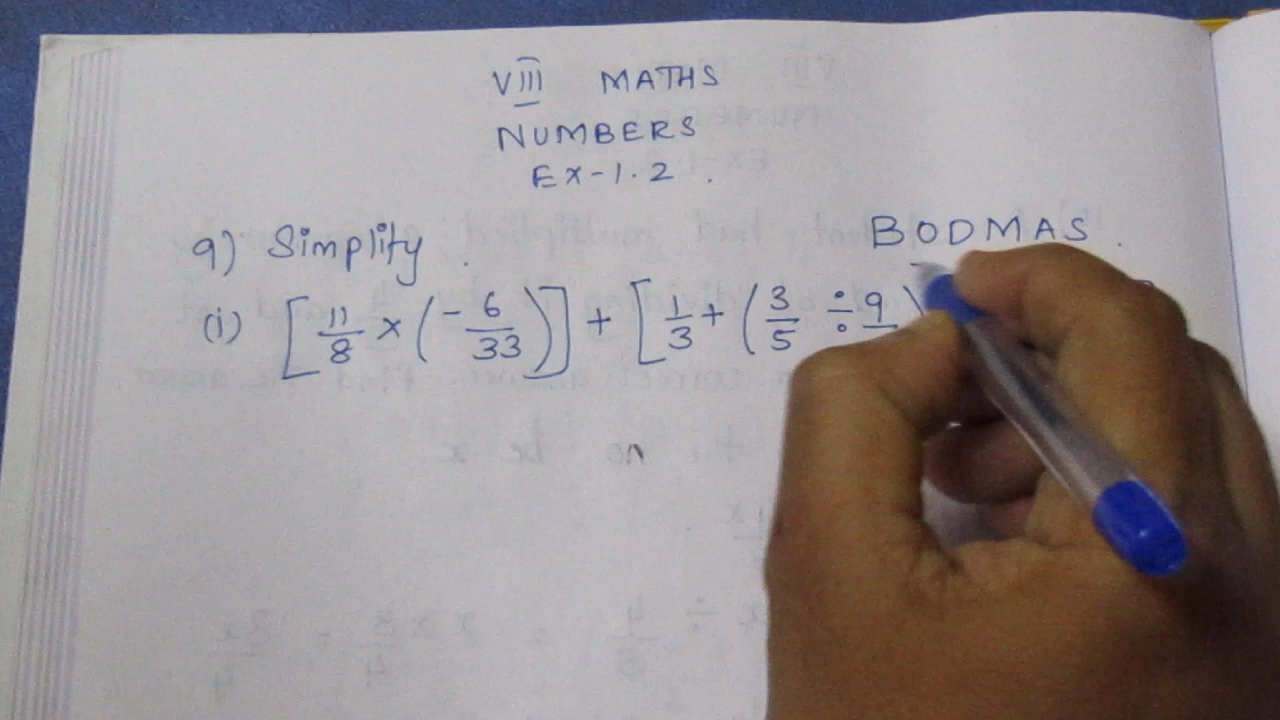 VIII MATHS
NUMBERS
Ex-1.2.
9) Simplify. BODMAS.
(i) [11/8 × (-6/33)] + [1/3 + (3/5 ÷ 9